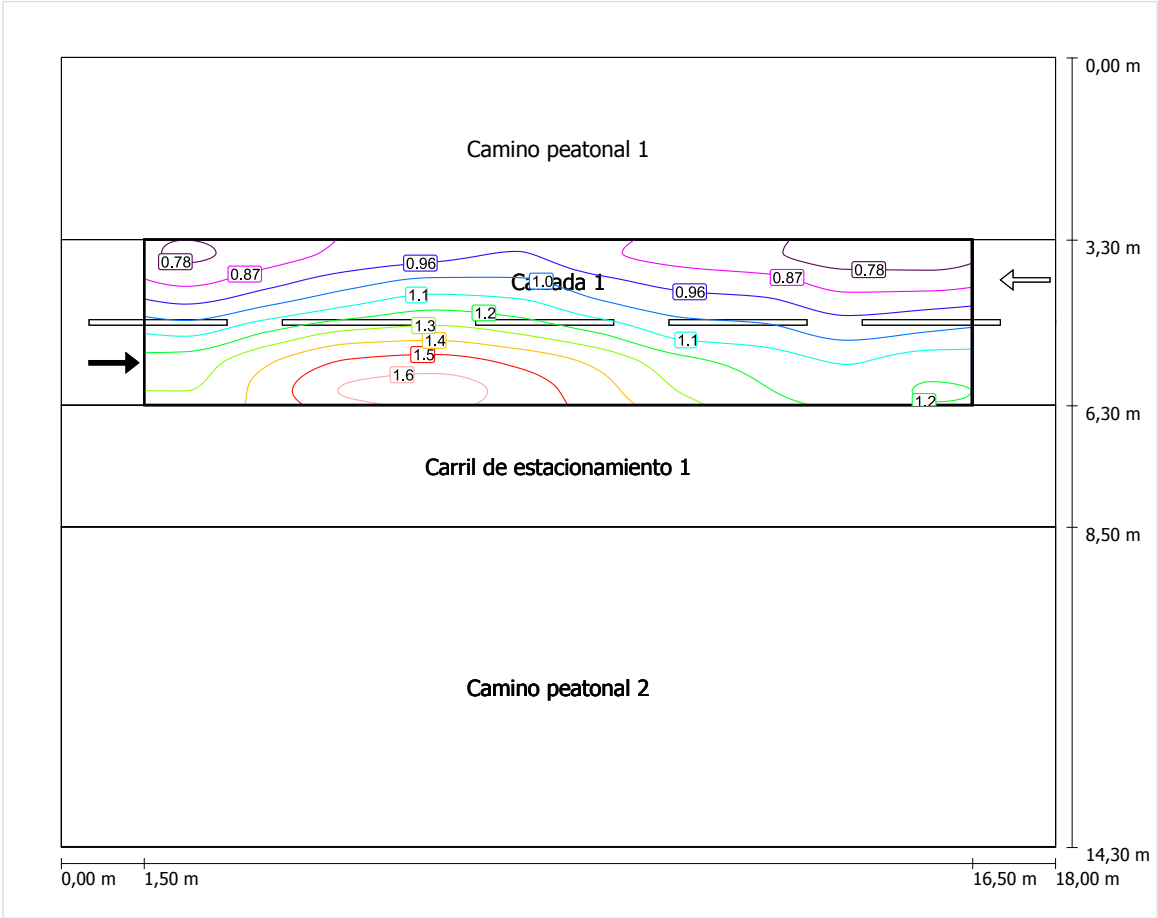 0,00 m
Camino peatonal 1
3,30 m
0.78
0.87
0.96
1.0
Calzada 1
0.87
0.78
0.96
1.1
1.2
1.3
1.4
1.1
1.5
1.6
1.2
6,30 m
Carril de estacionamiento 1
8,50 m
Camino peatonal 2
14,30 m
0,00 m
1,50 m
16,50 m
18,00 m